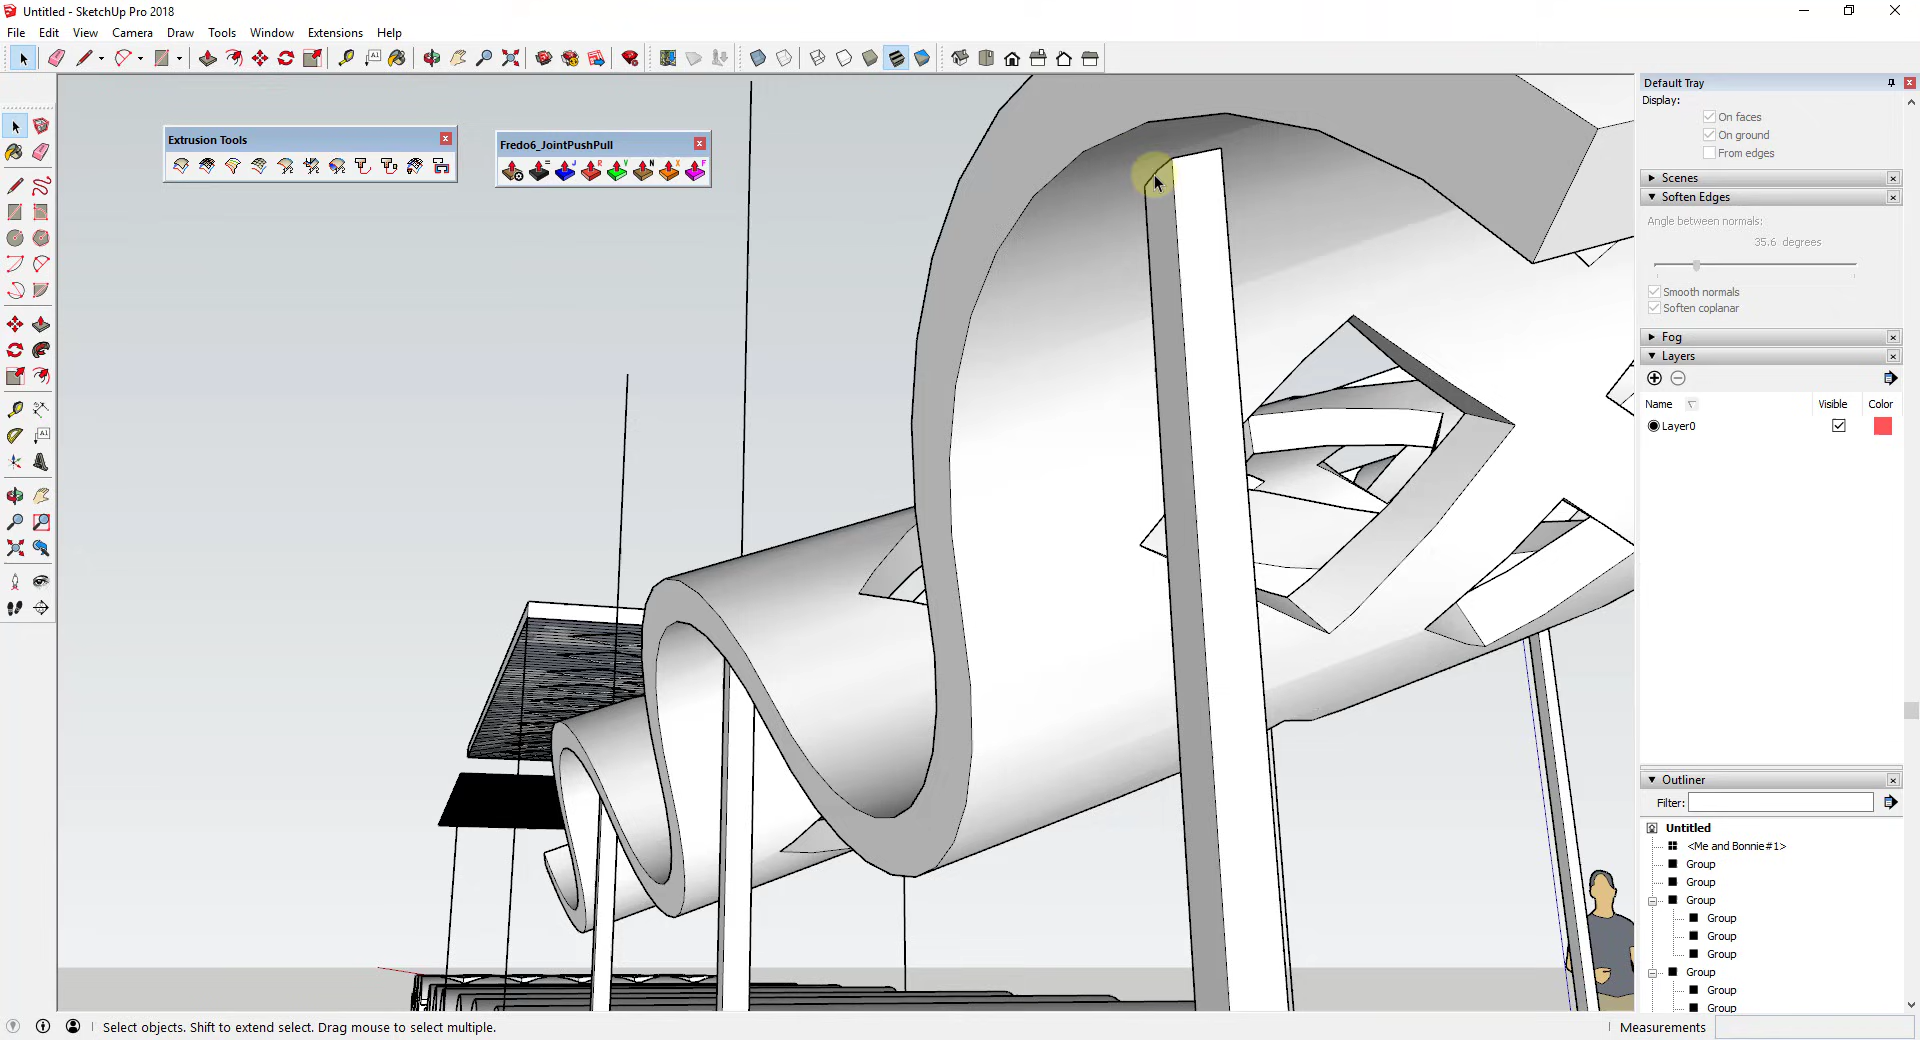 Untitled - SketchUp Pro 2018
File Edit View Camera Draw Tools Window Extensions Help
Default Tray
Display:
On faces
On ground
From edges
Scenes
Soften Edges
Angle between normals:
35.6 degrees
Smooth normals
Soften coplanar
Fog
Layers
Name Visible Color
Layer0
Extrusion Tools
Fredo6_JointPushPull
Outliner
Filter:
Untitled
<Me and Bonnie#1>
Group
Group
Group
Group
Group
Group
Group
Group
Group
Select objects. Shift to extend select. Drag mouse to select multiple.
Measurements